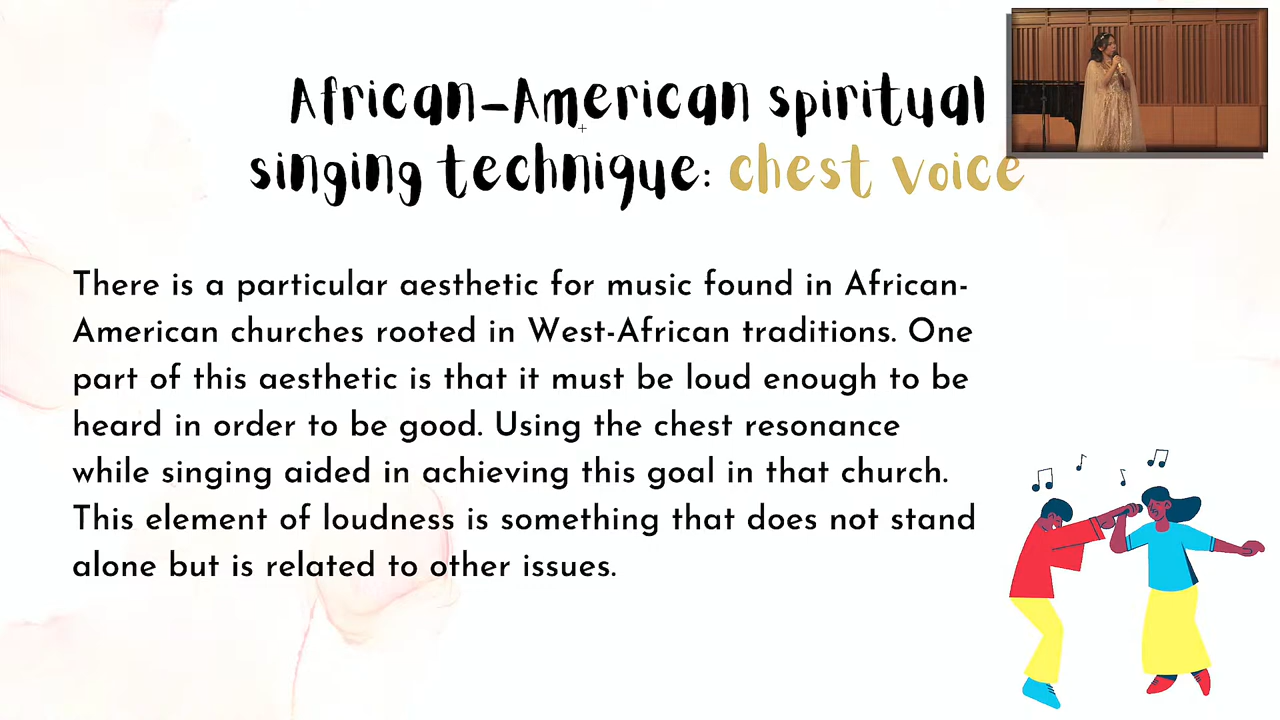 African-American spiritual
singing technique: chest voice
There is a particular aesthetic for music found in African-
American churches rooted in West-African traditions. One
part of this aesthetic is that it must be loud enough to be
heard in order to be good. Using the chest resonance
while singing aided in achieving this goal in that church.
This element of loudness is something that does not stand
alone but is related to other issues.